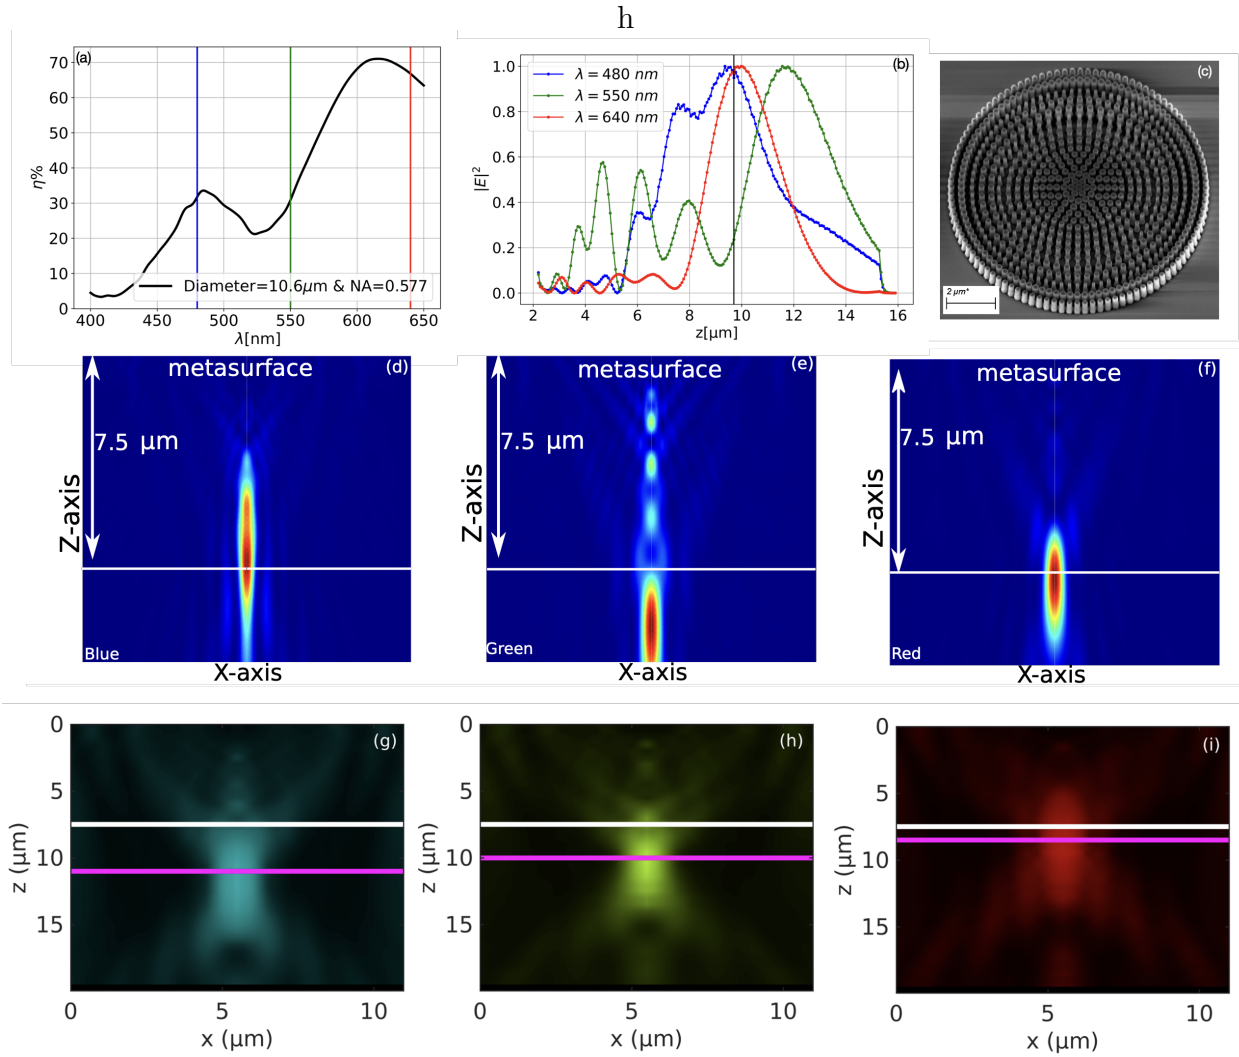 h
(a)
η%
70
60
50
40
30
20
10
0
Diameter=10.6μm & NA=0.577
400 450 500 550 600 650
λ[nm]
(b)
|E|²
1.0
0.8
0.6
0.4
0.2
0.0
λ = 480 nm
λ = 550 nm
λ = 640 nm
2 4 6 8 10 12 14 16
z[μm]
(c)
2 μm*
metasurface (d)
7.5 μm
Z-axis
Blue
X-axis
metasurface (e)
7.5 μm
Z-axis
Green
X-axis
metasurface (f)
7.5 μm
Z-axis
Red
X-axis
(g)
z (μm)
0
5
10
15
0 5 10
x (μm)
(h)
z (μm)
0
5
10
15
0 5 10
x (μm)
(i)
z (μm)
0
5
10
15
0 5 10
x (μm)